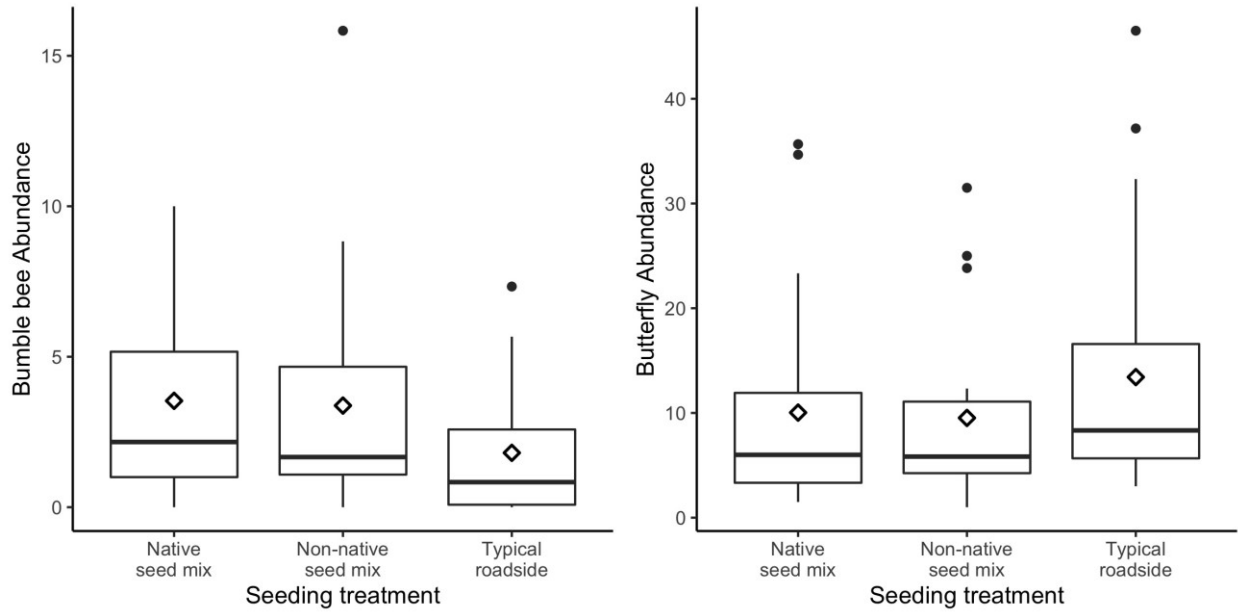 Bumble bee Abundance
15
10
5
0
Native
seed mix
Non-native
seed mix
Typical
roadside
Seeding treatment
Butterfly Abundance
40
30
20
10
0
Native
seed mix
Non-native
seed mix
Typical
roadside
Seeding treatment